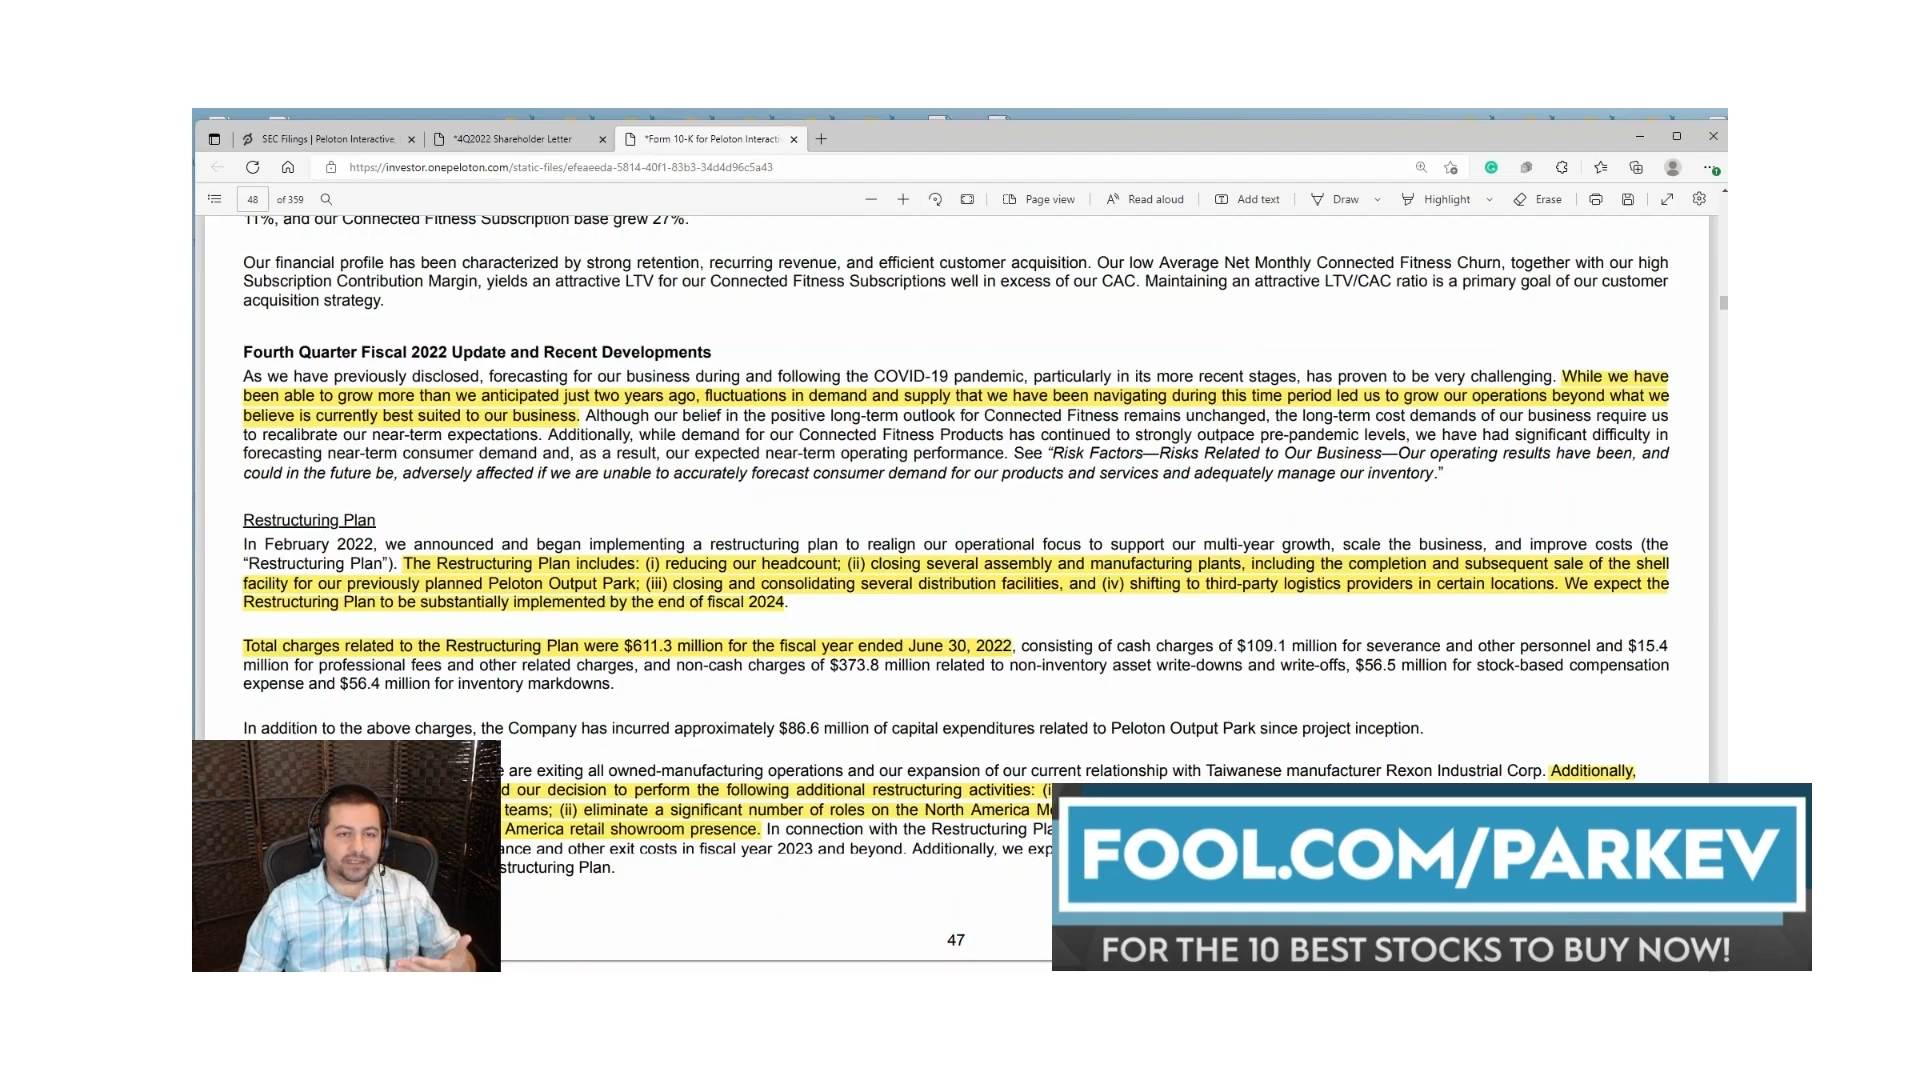 SEC Filings | Peloton Interactive,
*4Q2022 Shareholder Letter
*Form 10-K for Peloton Interacti
https://investor.onepeloton.com/static-files/efeaeeda-5814-40f1-83b3-34d4d96c5a43
48 of 359
Page view
Read aloud
Add text
Draw
Highlight
Erase
11%, and our Connected Fitness Subscription base grew 27%.
Our financial profile has been characterized by strong retention, recurring revenue, and efficient customer acquisition. Our low Average Net Monthly Connected Fitness Churn, together with our high
Subscription Contribution Margin, yields an attractive LTV for our Connected Fitness Subscriptions well in excess of our CAC. Maintaining an attractive LTV/CAC ratio is a primary goal of our customer
acquisition strategy.
Fourth Quarter Fiscal 2022 Update and Recent Developments
As we have previously disclosed, forecasting for our business during and following the COVID-19 pandemic, particularly in its more recent stages, has proven to be very challenging. While we have
been able to grow more than we anticipated just two years ago, fluctuations in demand and supply that we have been navigating during this time period led us to grow our operations beyond what we
believe is currently best suited to our business. Although our belief in the positive long-term outlook for Connected Fitness remains unchanged, the long-term cost demands of our business require us
to recalibrate our near-term expectations. Additionally, while demand for our Connected Fitness Products has continued to strongly outpace pre-pandemic levels, we have had significant difficulty in
forecasting near-term consumer demand and, as a result, our expected near-term operating performance. See “Risk Factors—Risks Related to Our Business—Our operating results have been, and
could in the future be, adversely affected if we are unable to accurately forecast consumer demand for our products and services and adequately manage our inventory.”
Restructuring Plan
In February 2022, we announced and began implementing a restructuring plan to realign our operational focus to support our multi-year growth, scale the business, and improve costs (the
“Restructuring Plan”). The Restructuring Plan includes: (i) reducing our headcount; (ii) closing several assembly and manufacturing plants, including the completion and subsequent sale of the shell
facility for our previously planned Peloton Output Park; (iii) closing and consolidating several distribution facilities, and (iv) shifting to third-party logistics providers in certain locations. We expect the
Restructuring Plan to be substantially implemented by the end of fiscal 2024.
Total charges related to the Restructuring Plan were $611.3 million for the fiscal year ended June 30, 2022, consisting of cash charges of $109.1 million for severance and other personnel and $15.4
million for professional fees and other related charges, and non-cash charges of $373.8 million related to non-inventory asset write-downs and write-offs, $56.5 million for stock-based compensation
expense and $56.4 million for inventory markdowns.
In addition to the above charges, the Company has incurred approximately $86.6 million of capital expenditures related to Peloton Output Park since project inception.
e are exiting all owned-manufacturing operations and our expansion of our current relationship with Taiwanese manufacturer Rexon Industrial Corp. Additionally,
d our decision to perform the following additional restructuring activities: (i
teams; (ii) eliminate a significant number of roles on the North America Me
America retail showroom presence. In connection with the Restructuring Pla
ance and other exit costs in fiscal year 2023 and beyond. Additionally, we exp
structuring Plan.
47
FOOL.COM/PARKEV
FOR THE 10 BEST STOCKS TO BUY NOW!